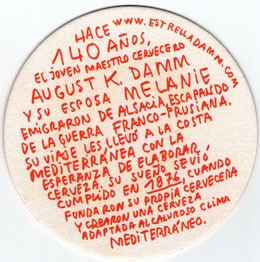 HACE
WWW.ESTRELLADAMM.COM
140 AÑOS,
EL JOVEN MAESTRO CERVECERO
AUGUST K. DAMM
Y SU ESPOSA MELANIE
EMIGRARON DE ALSACIA, ESCAPANDO
DE LA GUERRA FRANCO-PRUSIANA.
SU VIAJE LES LLEVÓ A LA COSTA
MEDITERRÁNEA CON LA
ESPERANZA DE ELABORAR
CERVEZA. SU SUEÑO SE VIÓ
CUMPLIDO EN 1876, CUANDO
FUNDARON SU PROPIA CERVECERA
Y CREARON UNA CERVEZA
ADAPTADA AL CALUROSO CLIMA
MEDITERRÁNEO.